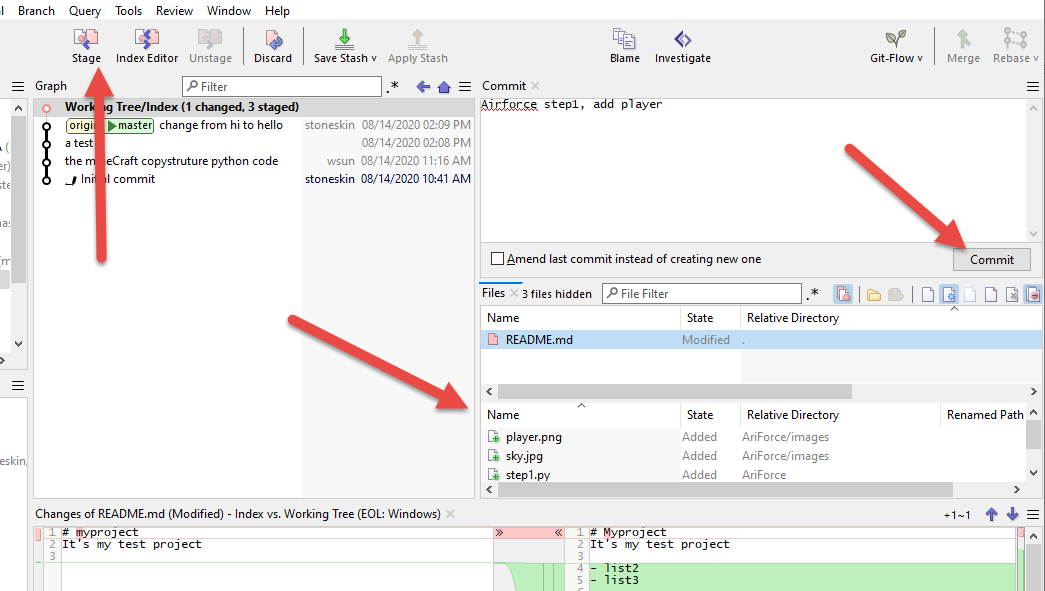 Branch Query Tools Review Window Help
Stage Index Editor Unstage Discard Save Stash Apply Stash Blame Investigate Git-Flow Merge Rebase
Graph Filter .* Commit
Working Tree/Index (1 changed, 3 staged)
master change from hi to hello stoneskin 08/14/2020 02:09 PM
a test 08/14/2020 02:08 PM
the copystruture python code wsun 08/14/2020 11:16 AM
commit stoneskin 08/14/2020 10:41 AM
Airforce step1, add player
Amend last commit instead of creating new one
Commit
Files 3 files hidden File Filter .*
Name State Relative Directory
README.md Modified .
Name State Relative Directory Renamed Path
player.png Added AriForce/images
sky.jpg Added AriForce/images
step1.py Added AriForce
Changes of README.md (Modified) - Index vs. Working Tree (EOL: Windows) +1~1
1 # myproject
2 It's my test project
3
1 # Myproject
2 It's my test project
3
4 - list2
5 - list3